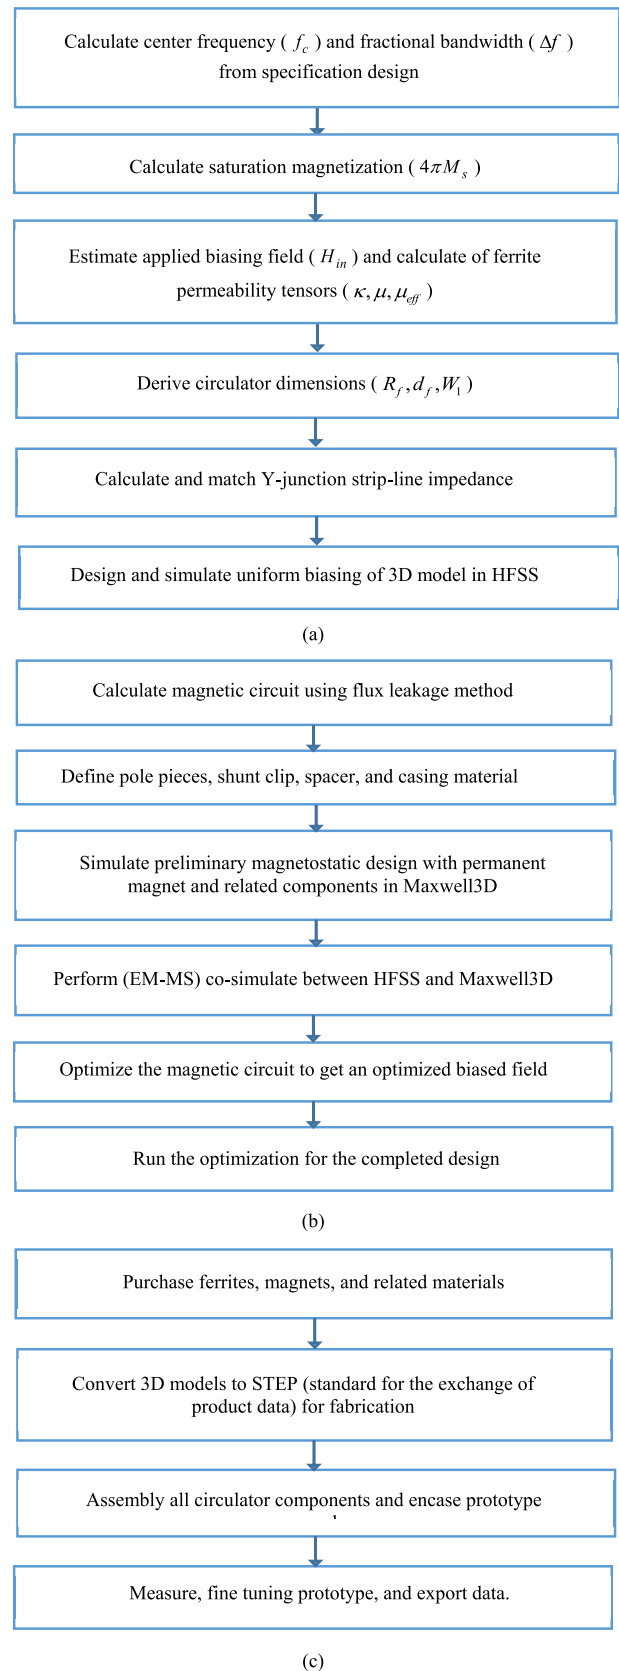 Calculate center frequency ( f_c ) and fractional bandwidth ( Δf )
from specification design
Calculate saturation magnetization ( 4πM_s )
Estimate applied biasing field ( H_in ) and calculate of ferrite
permeability tensors ( κ, μ, μ_eff )
Derive circulator dimensions ( R_f, d_f, W_1 )
Calculate and match Y-junction strip-line impedance
Design and simulate uniform biasing of 3D model in HFSS
(a)
Calculate magnetic circuit using flux leakage method
Define pole pieces, shunt clip, spacer, and casing material
Simulate preliminary magnetostatic design with permanent
magnet and related components in Maxwell3D
Perform (EM-MS) co-simulate between HFSS and Maxwell3D
Optimize the magnetic circuit to get an optimized biased field
Run the optimization for the completed design
(b)
Purchase ferrites, magnets, and related materials
Convert 3D models to STEP (standard for the exchange of
product data) for fabrication
Assembly all circulator components and encase prototype
Measure, fine tuning prototype, and export data.
(c)